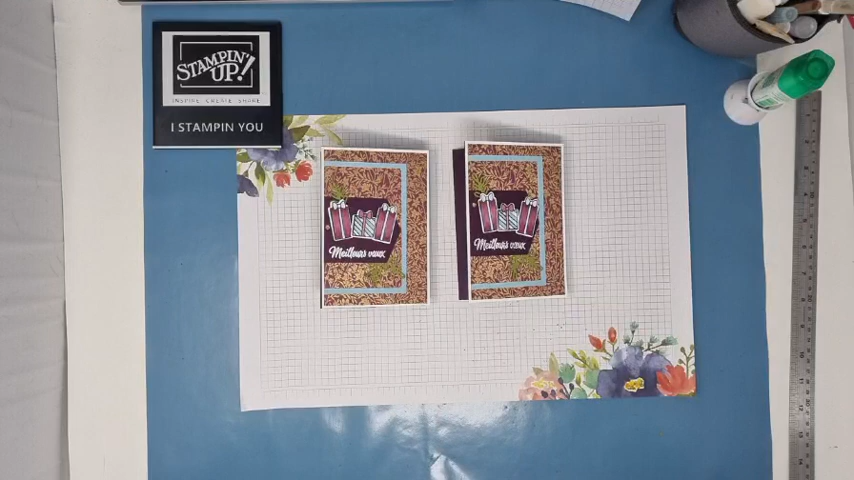 STAMPIN' UP!
INSPIRE. CREATE. SHARE.
I STAMPIN YOU
Meilleurs vœux
Meilleurs vœux